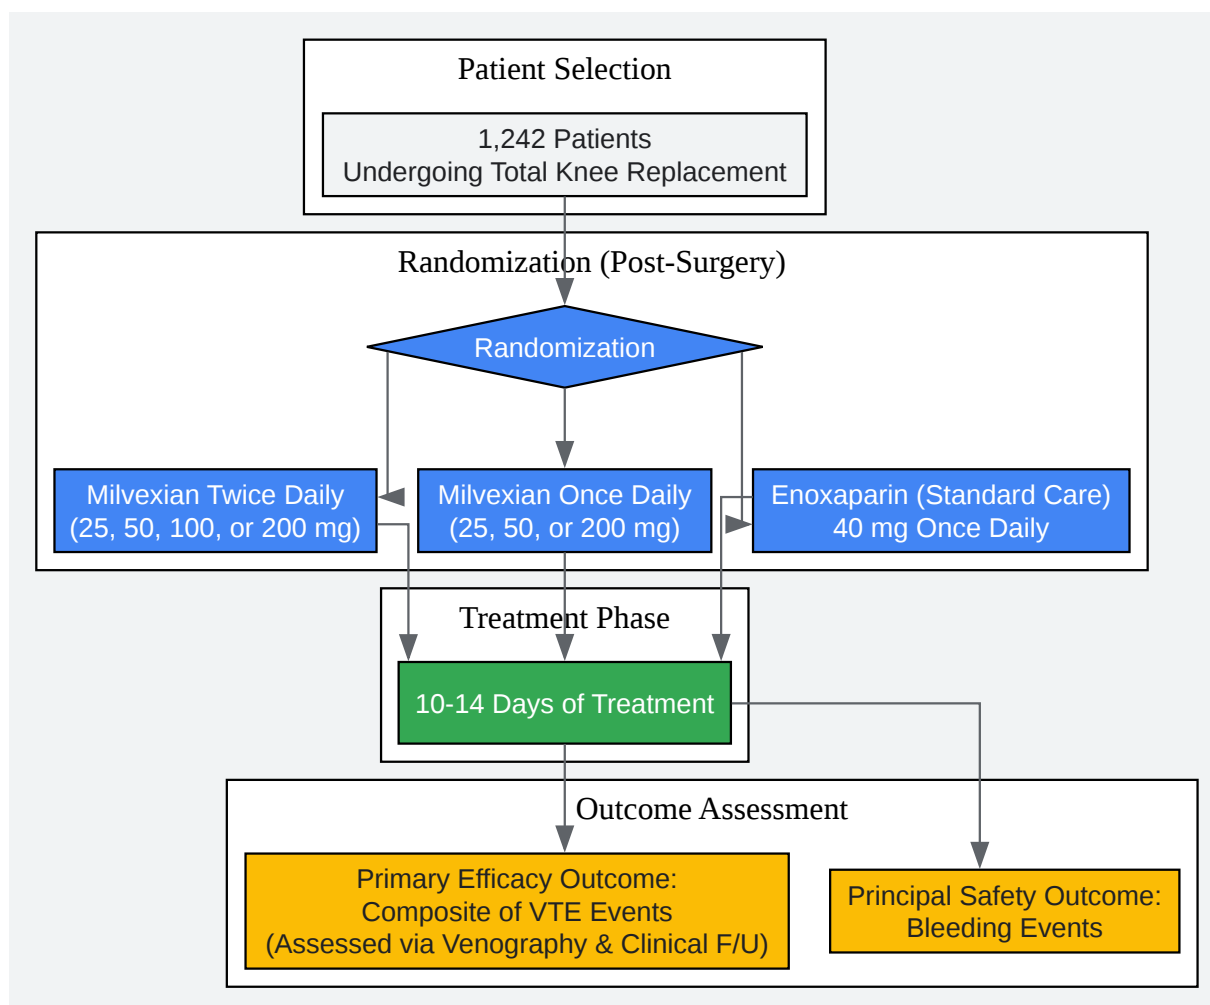 Patient Selection
1,242 Patients
Undergoing Total Knee Replacement
Randomization (Post-Surgery)
Randomization
Milvexian Twice Daily
(25, 50, 100, or 200 mg)
Milvexian Once Daily
(25, 50, or 200 mg)
Enoxaparin (Standard Care)
40 mg Once Daily
Treatment Phase
10-14 Days of Treatment
Outcome Assessment
Primary Efficacy Outcome:
Composite of VTE Events
(Assessed via Venography & Clinical F/U)
Principal Safety Outcome:
Bleeding Events